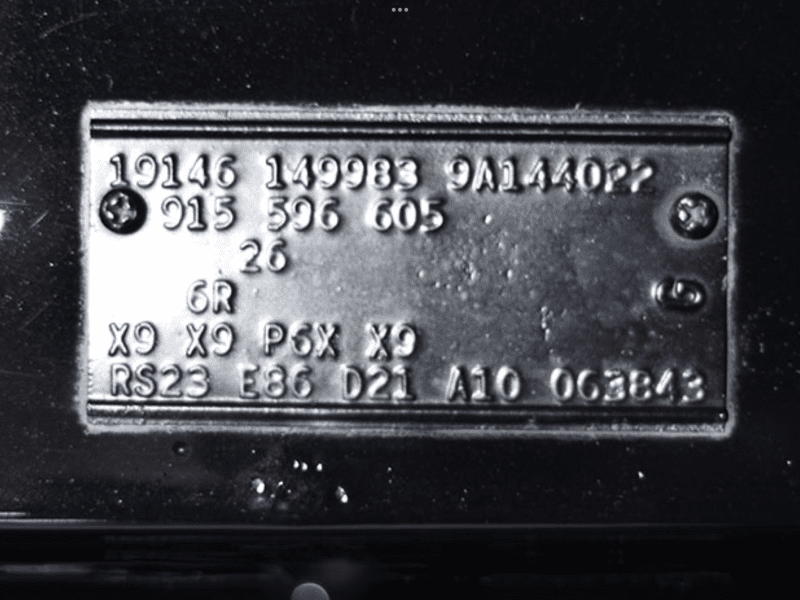 19146 149983 9A144022
915 596 605
26
6R
6
X9 X9 P6X X9
RS23 E86 D21 A10 063843